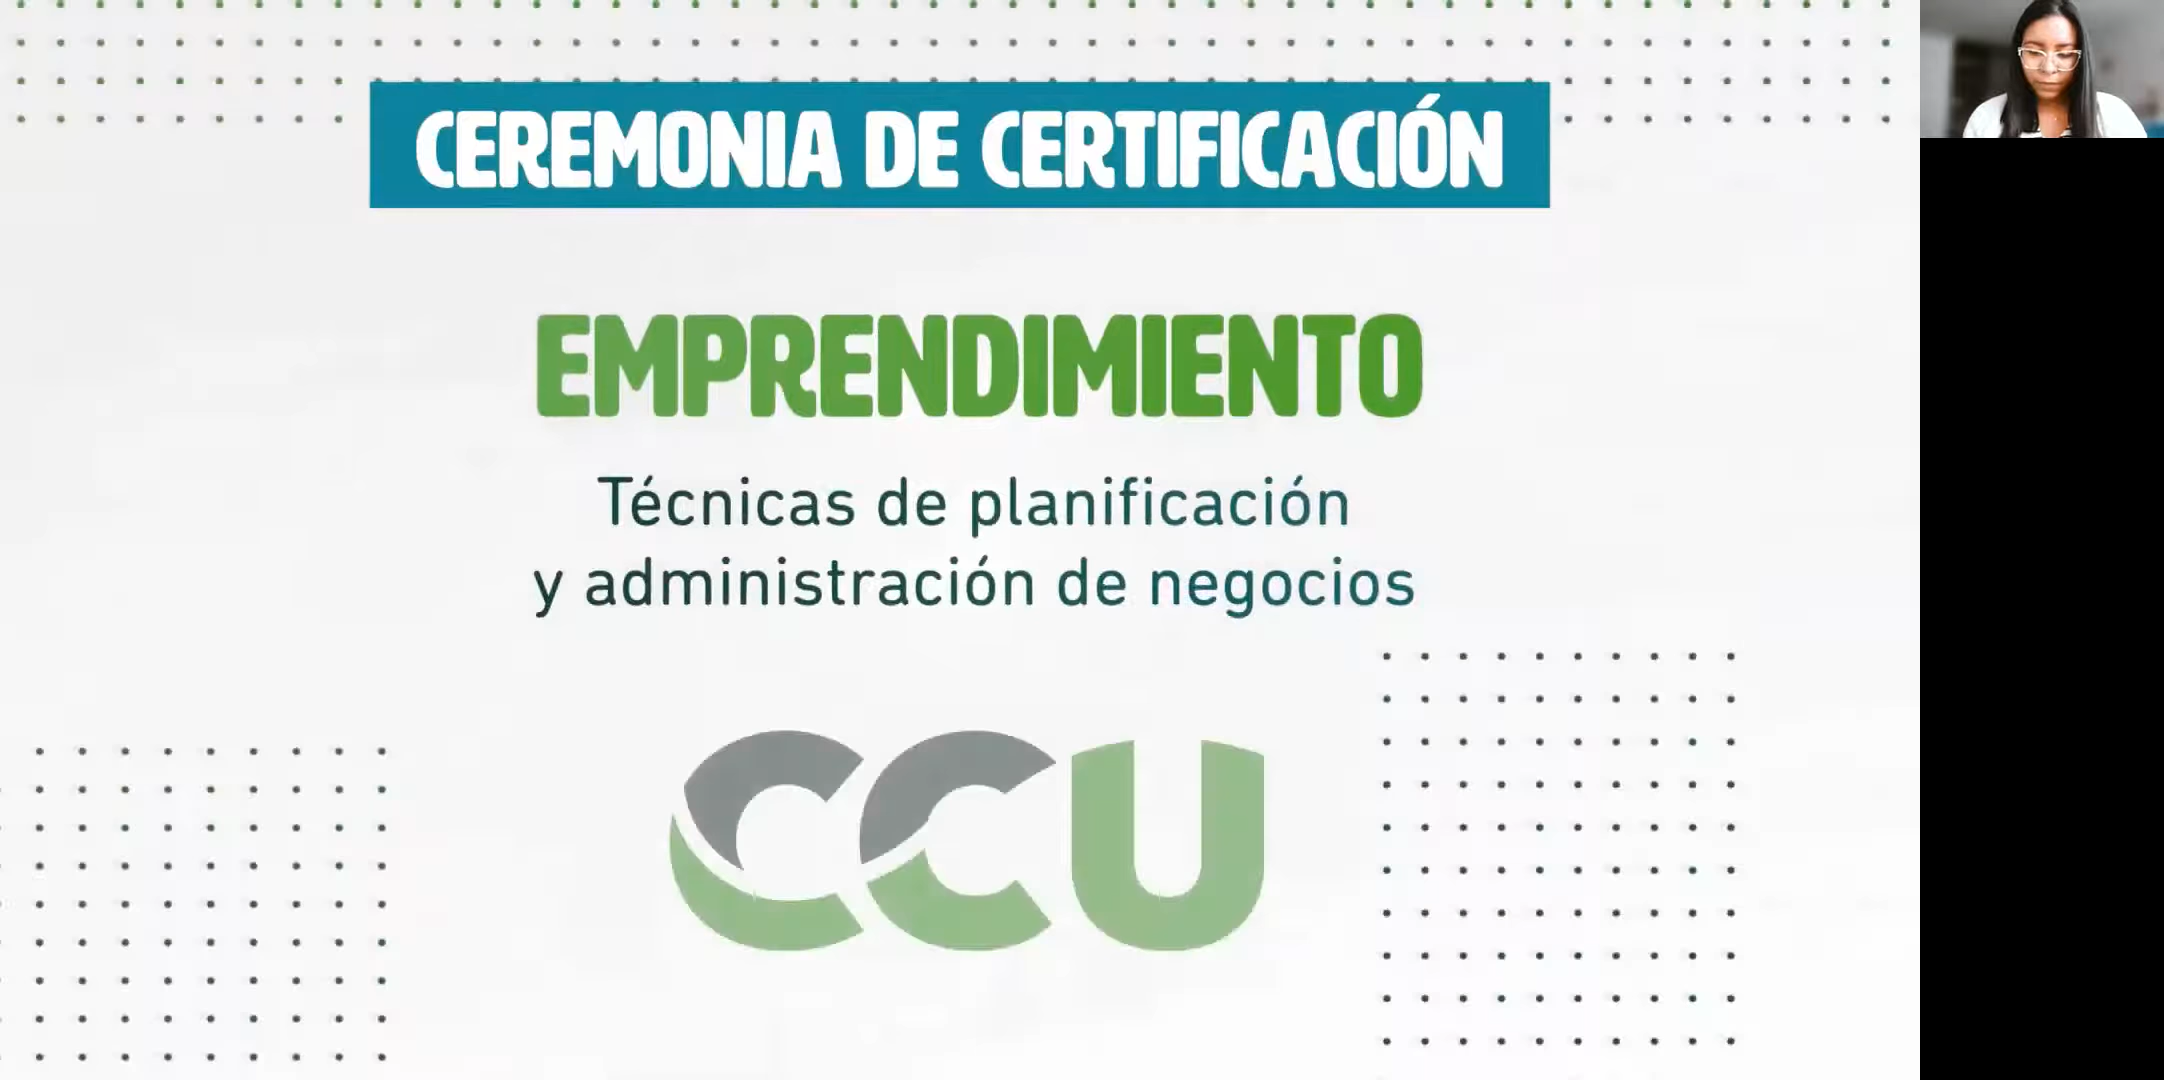 CEREMONIA DE CERTIFICACIÓN
EMPRENDIMIENTO
Técnicas de planificación
y administración de negocios
CCU